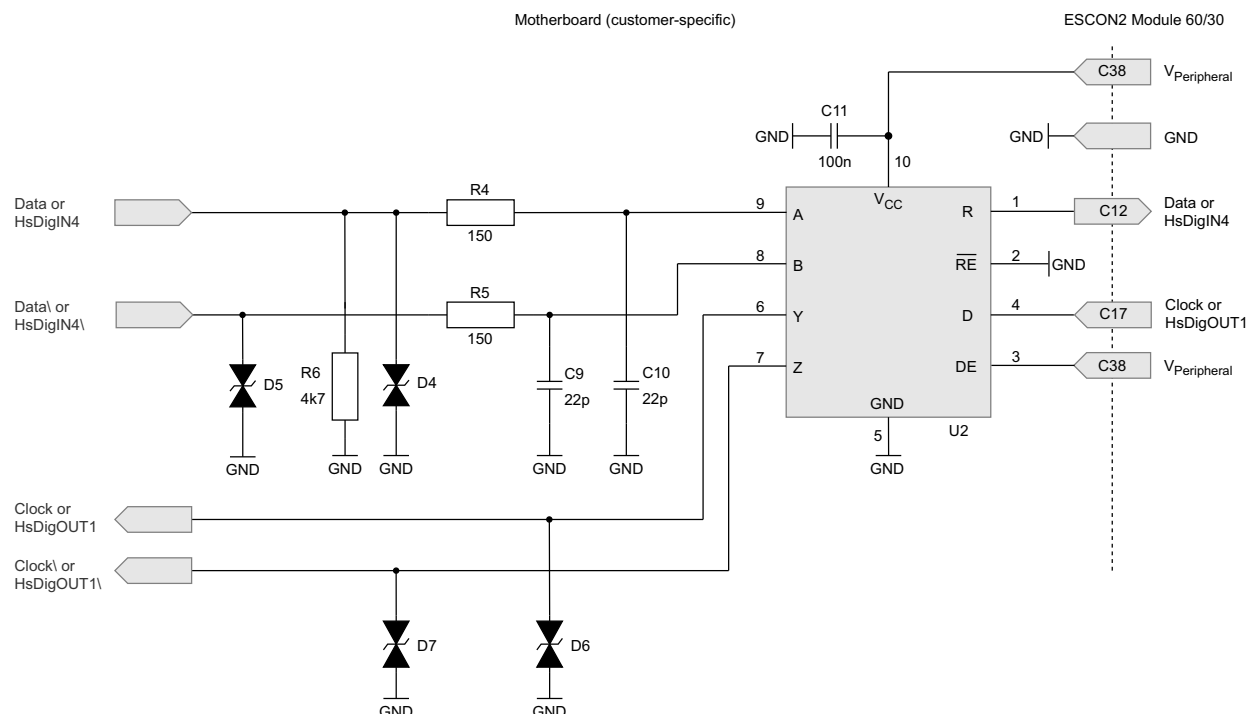 Motherboard (customer-specific)
ESCON2 Module 60/30
C38
VPeripheral
C11
GND
100n
10
GND
GND
Data or
HsDigIN4
R4
150
9
A
VCC
R
1
C12
Data or
HsDigIN4
8
B
RE
2
GND
Data\ or
HsDigIN4\
R5
150
6
Y
D
4
C17
Clock or
HsDigOUT1
7
Z
DE
3
C38
VPeripheral
D5
R6
4k7
D4
C9
22p
C10
22p
GND
5
U2
GND
GND
GND
GND
GND
GND
Clock or
HsDigOUT1
Clock\ or
HsDigOUT1\
D7
D6
GND
GND